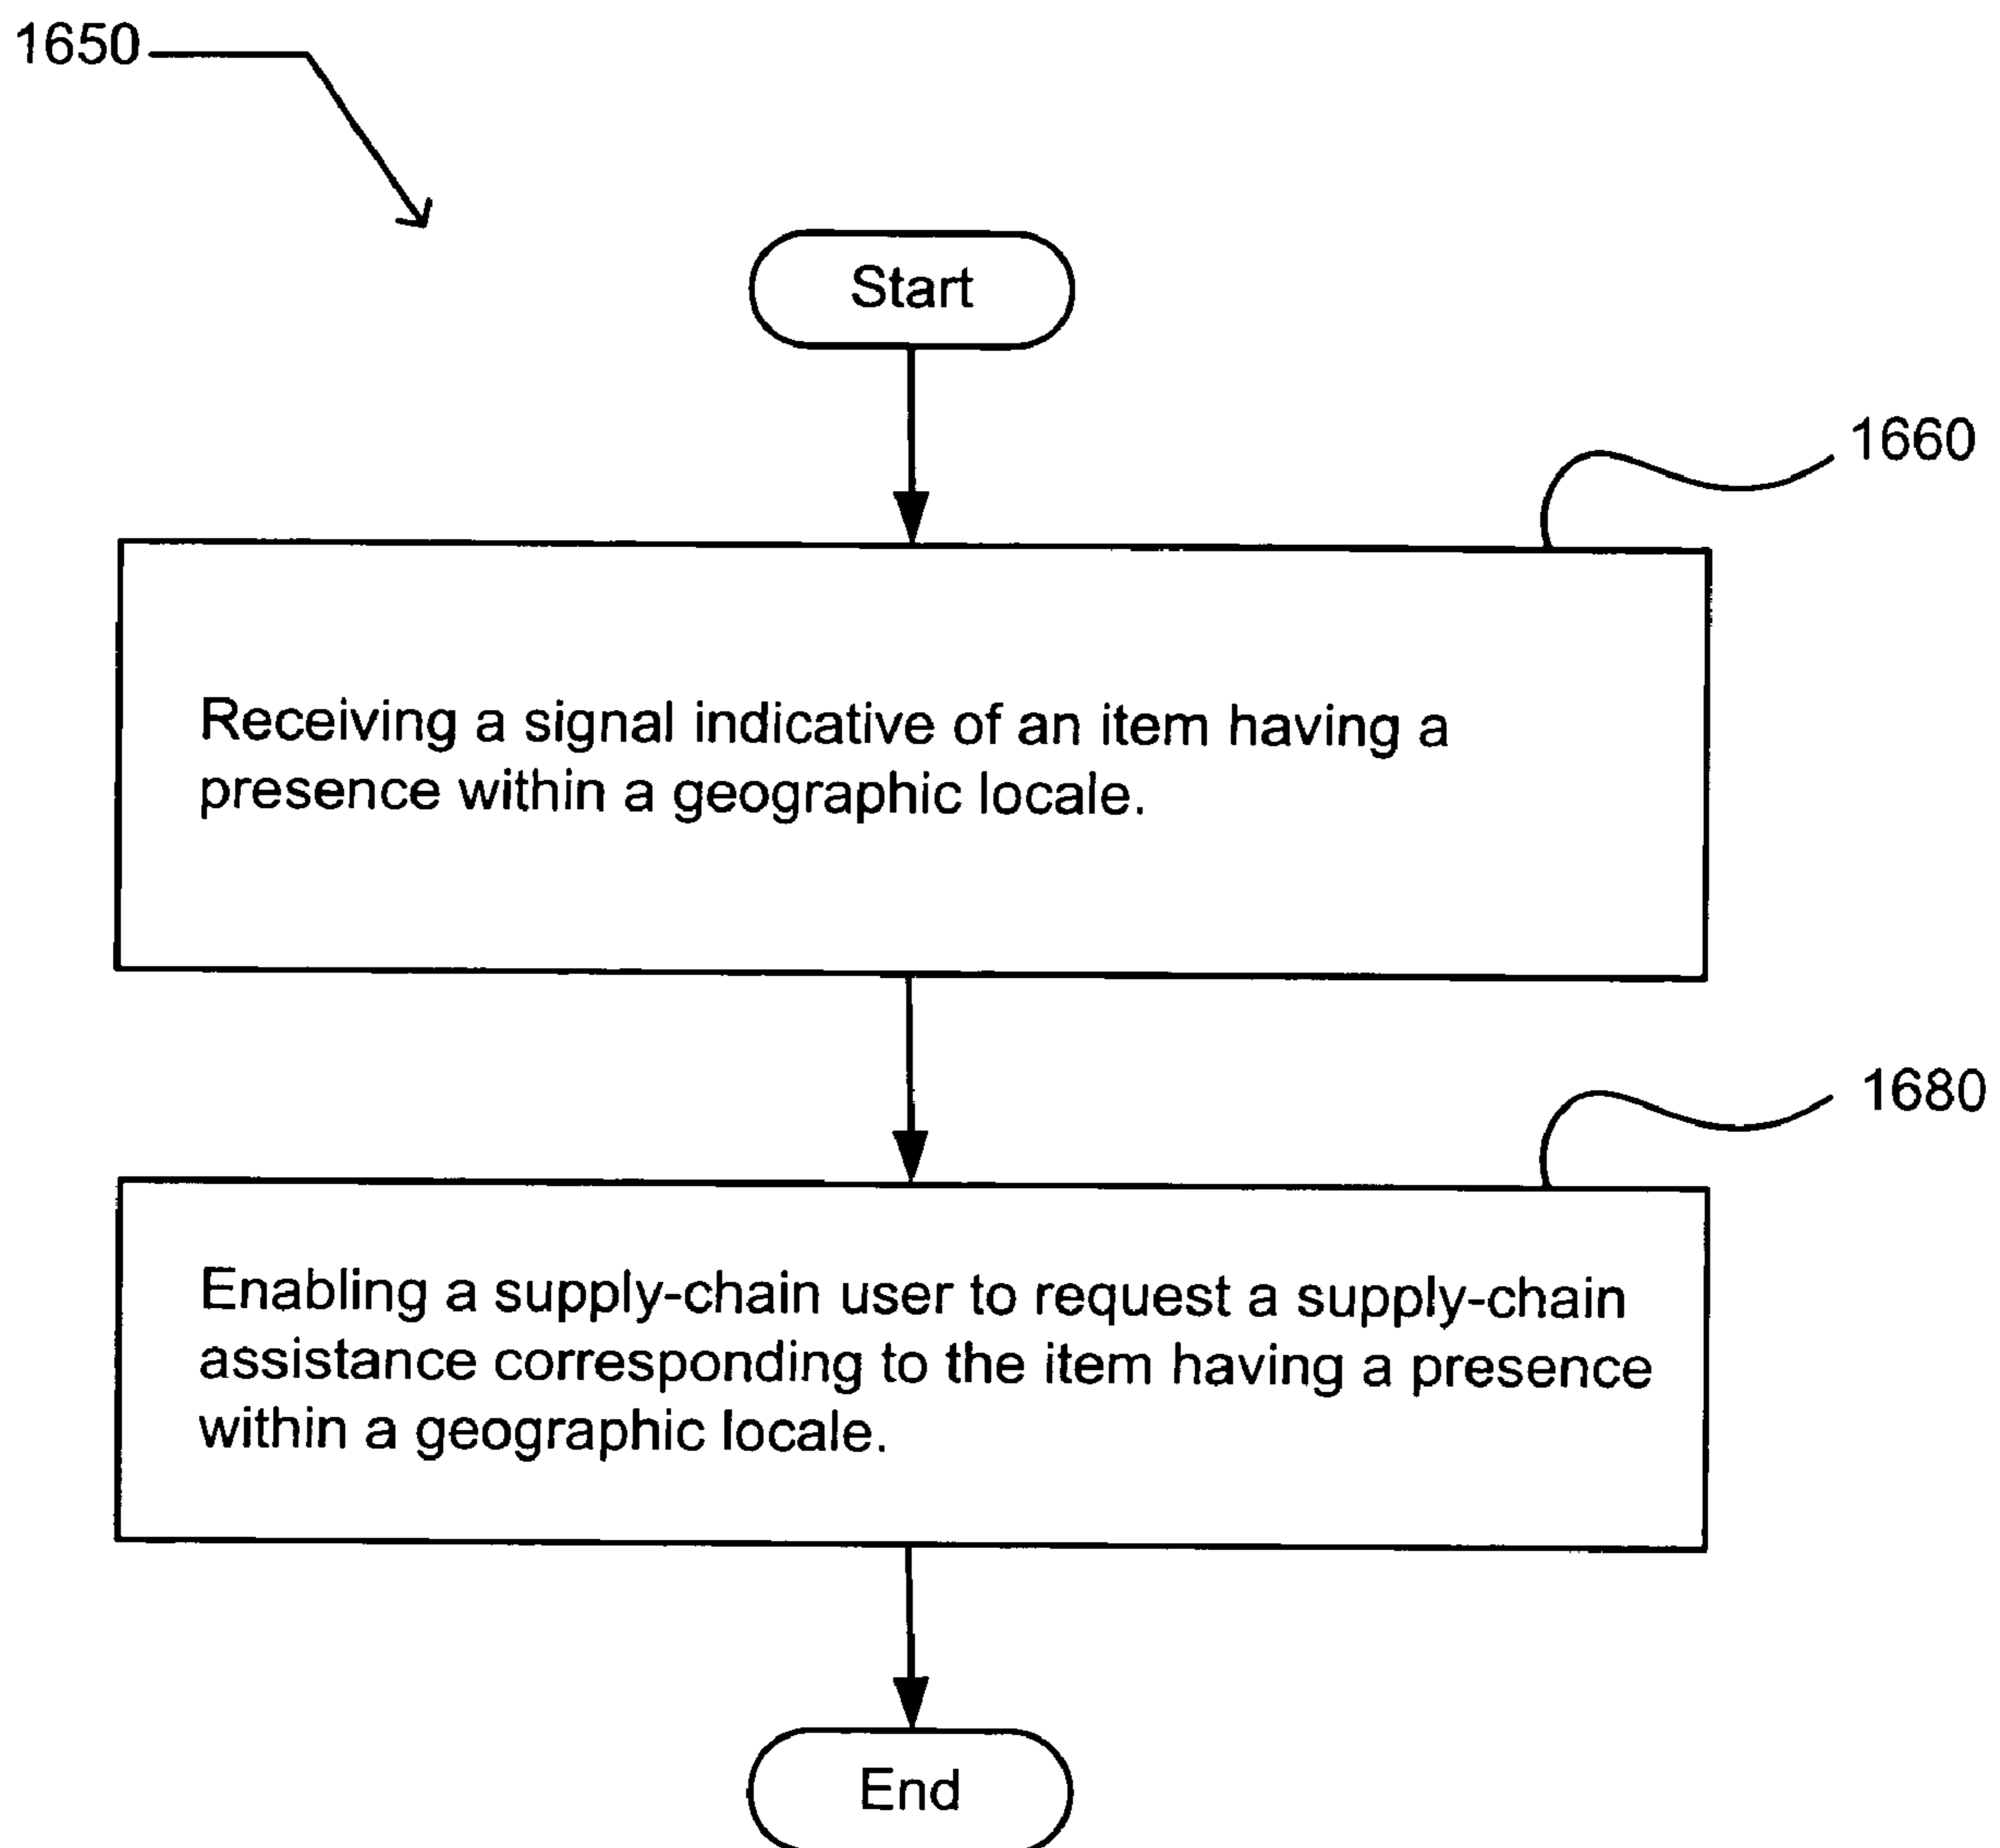 1650
Start
1660
Receiving a signal indicative of an item having a
presence within a geographic locale.
1680
Enabling a supply-chain user to request a supply-chain
assistance corresponding to the item having a presence
within a geographic locale.
End